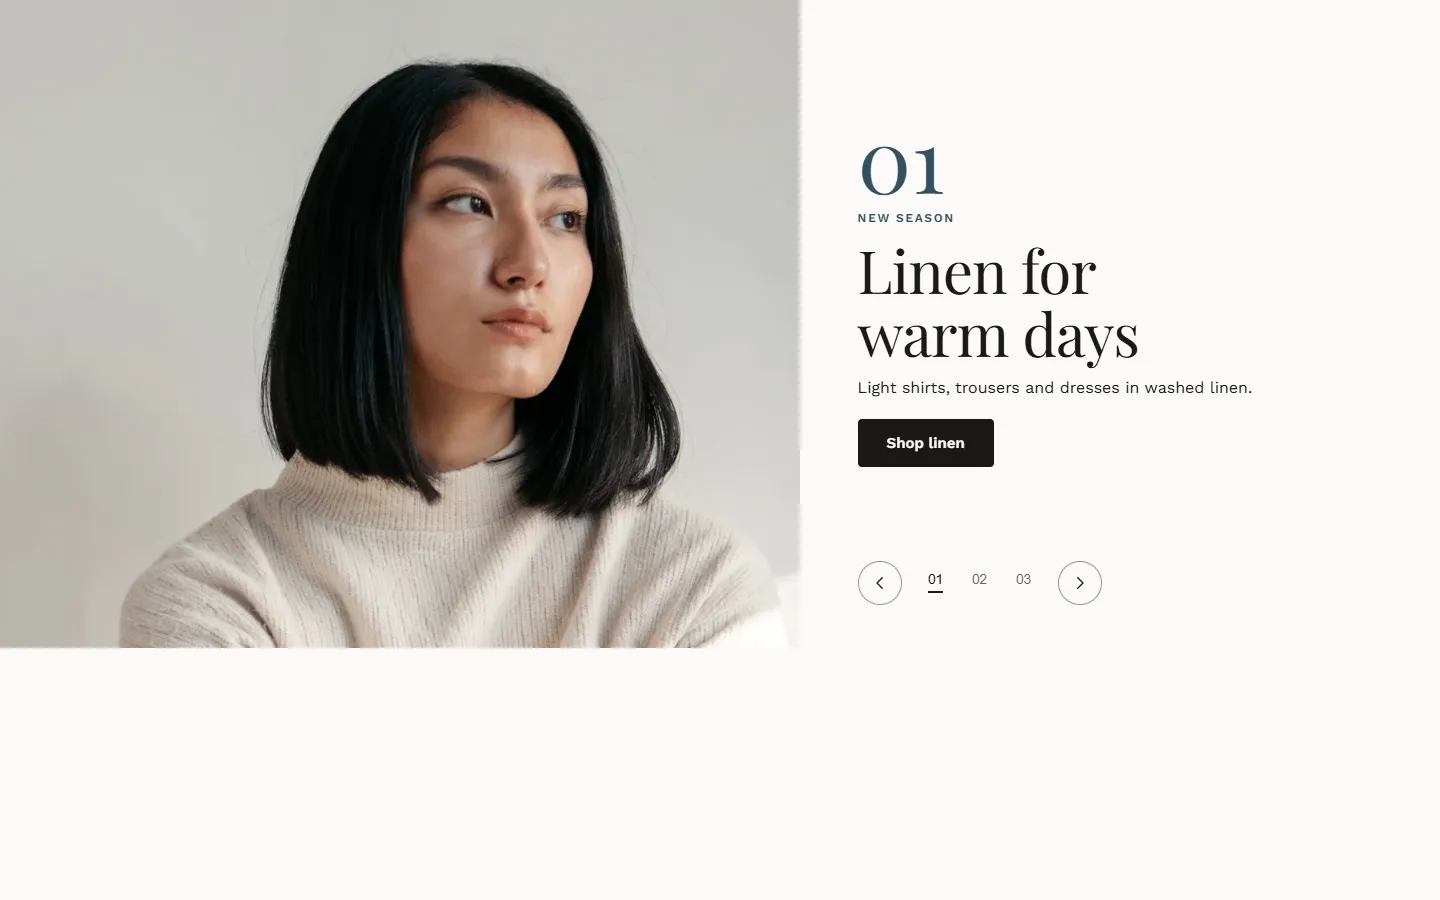 01
NEW SEASON
Linen for
warm days
Light shirts, trousers and dresses in washed linen.
Shop linen
01 02 03